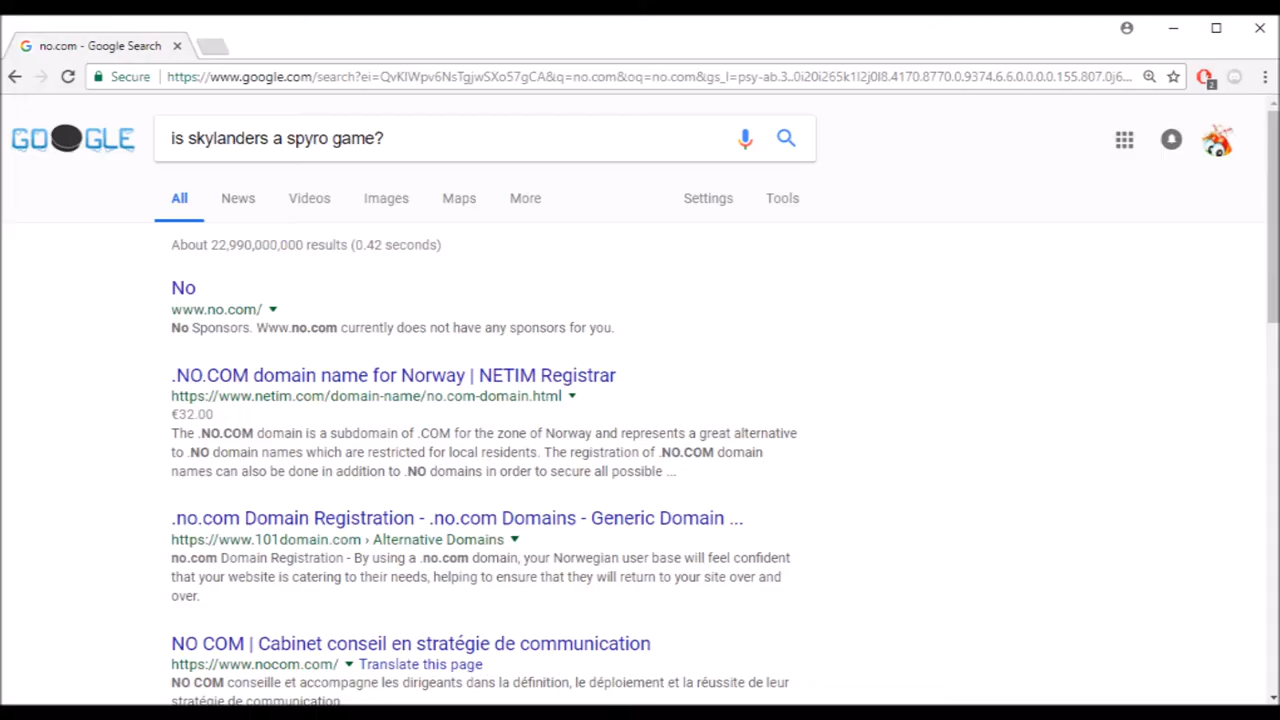 no.com - Google Search
Secure https://www.google.com/search?ei=QvKIWpv6NsTgjwSXo57gCA&q=no.com&oq=no.com&gs_l=psy-ab.3..0i20i265k1l2j0l8.4170.8770.0.9374.6.6.0.0.0.0.155.807.0j6...
2
GOOGLE is skylanders a spyro game?
All News Videos Images Maps More Settings Tools
About 22,990,000,000 results (0.42 seconds)
No
www.no.com/
No Sponsors. Www.no.com currently does not have any sponsors for you.
.NO.COM domain name for Norway | NETIM Registrar
https://www.netim.com/domain-name/no.com-domain.html
€32.00
The .NO.COM domain is a subdomain of .COM for the zone of Norway and represents a great alternative
to .NO domain names which are restricted for local residents. The registration of .NO.COM domain
names can also be done in addition to .NO domains in order to secure all possible ...
.no.com Domain Registration - .no.com Domains - Generic Domain ...
https://www.101domain.com › Alternative Domains
no.com Domain Registration - By using a .no.com domain, your Norwegian user base will feel confident
that your website is catering to their needs, helping to ensure that they will return to your site over and
over.
NO COM | Cabinet conseil en stratégie de communication
https://www.nocom.com/ Translate this page
NO COM conseille et accompagne les dirigeants dans la définition, le déploiement et la réussite de leur
stratégie de communication.